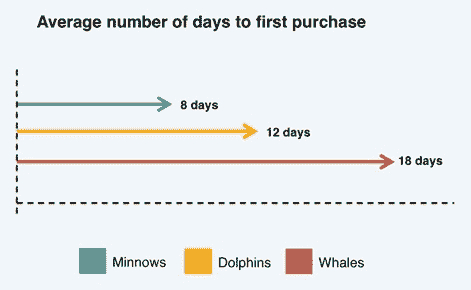 Average number of days to first purchase
8 days
12 days
18 days
Minnows Dolphins Whales